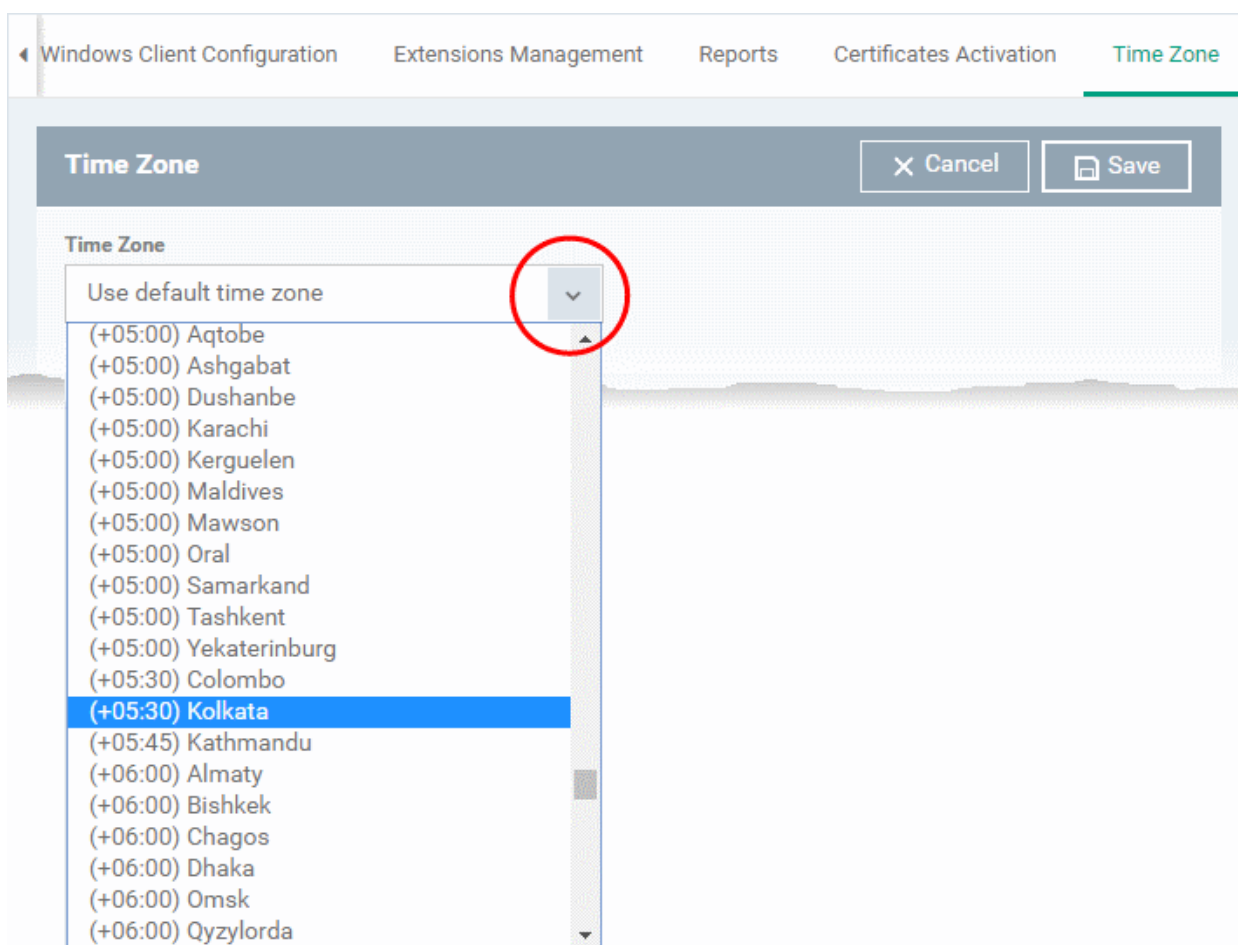 Windows Client Configuration Extensions Management Reports Certificates Activation Time Zone
Time Zone Cancel Save
Time Zone
Use default time zone
(+05:00) Aqtobe
(+05:00) Ashgabat
(+05:00) Dushanbe
(+05:00) Karachi
(+05:00) Kerguelen
(+05:00) Maldives
(+05:00) Mawson
(+05:00) Oral
(+05:00) Samarkand
(+05:00) Tashkent
(+05:00) Yekaterinburg
(+05:30) Colombo
(+05:30) Kolkata
(+05:45) Kathmandu
(+06:00) Almaty
(+06:00) Bishkek
(+06:00) Chagos
(+06:00) Dhaka
(+06:00) Omsk
(+06:00) Qyzylorda